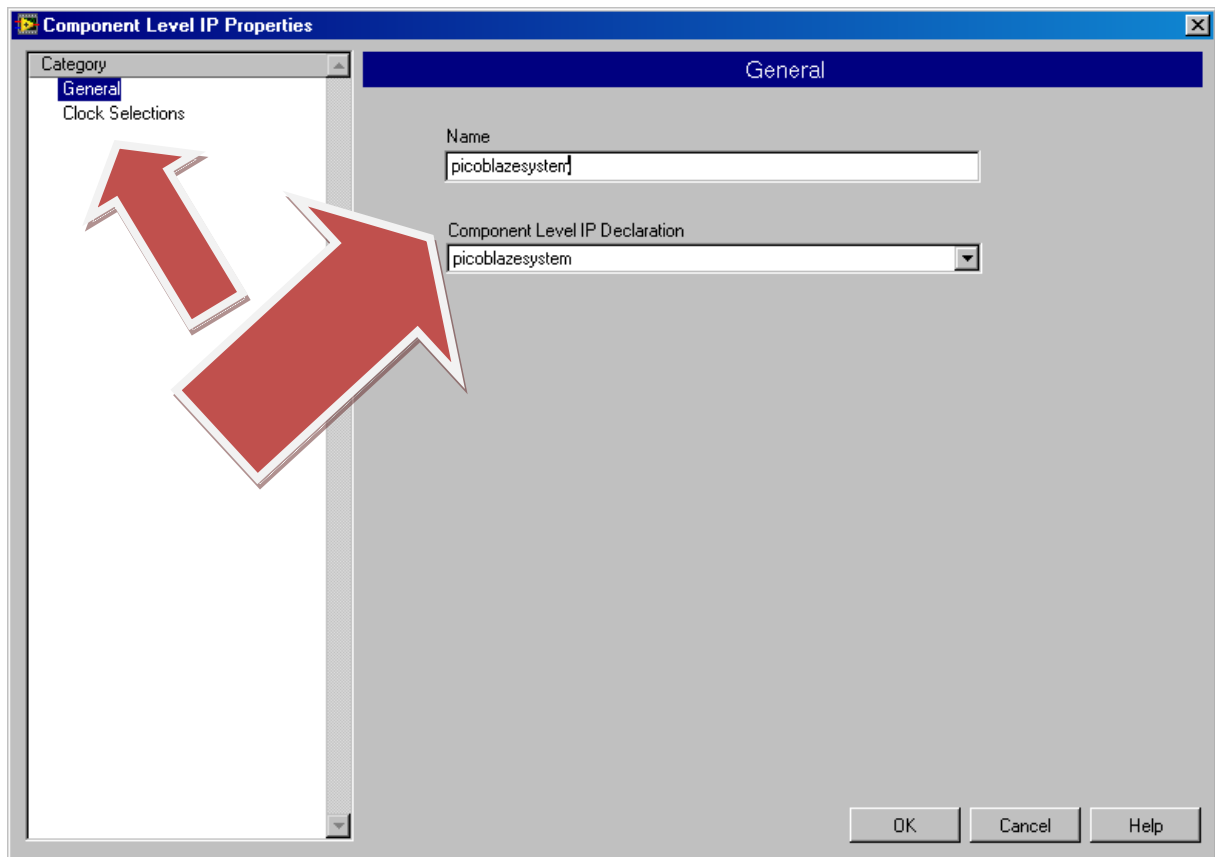 Component Level IP Properties
Category
General
Clock Selections
General
Name
picoblazesystem
Component Level IP Declaration
picoblazesystem
OK
Cancel
Help